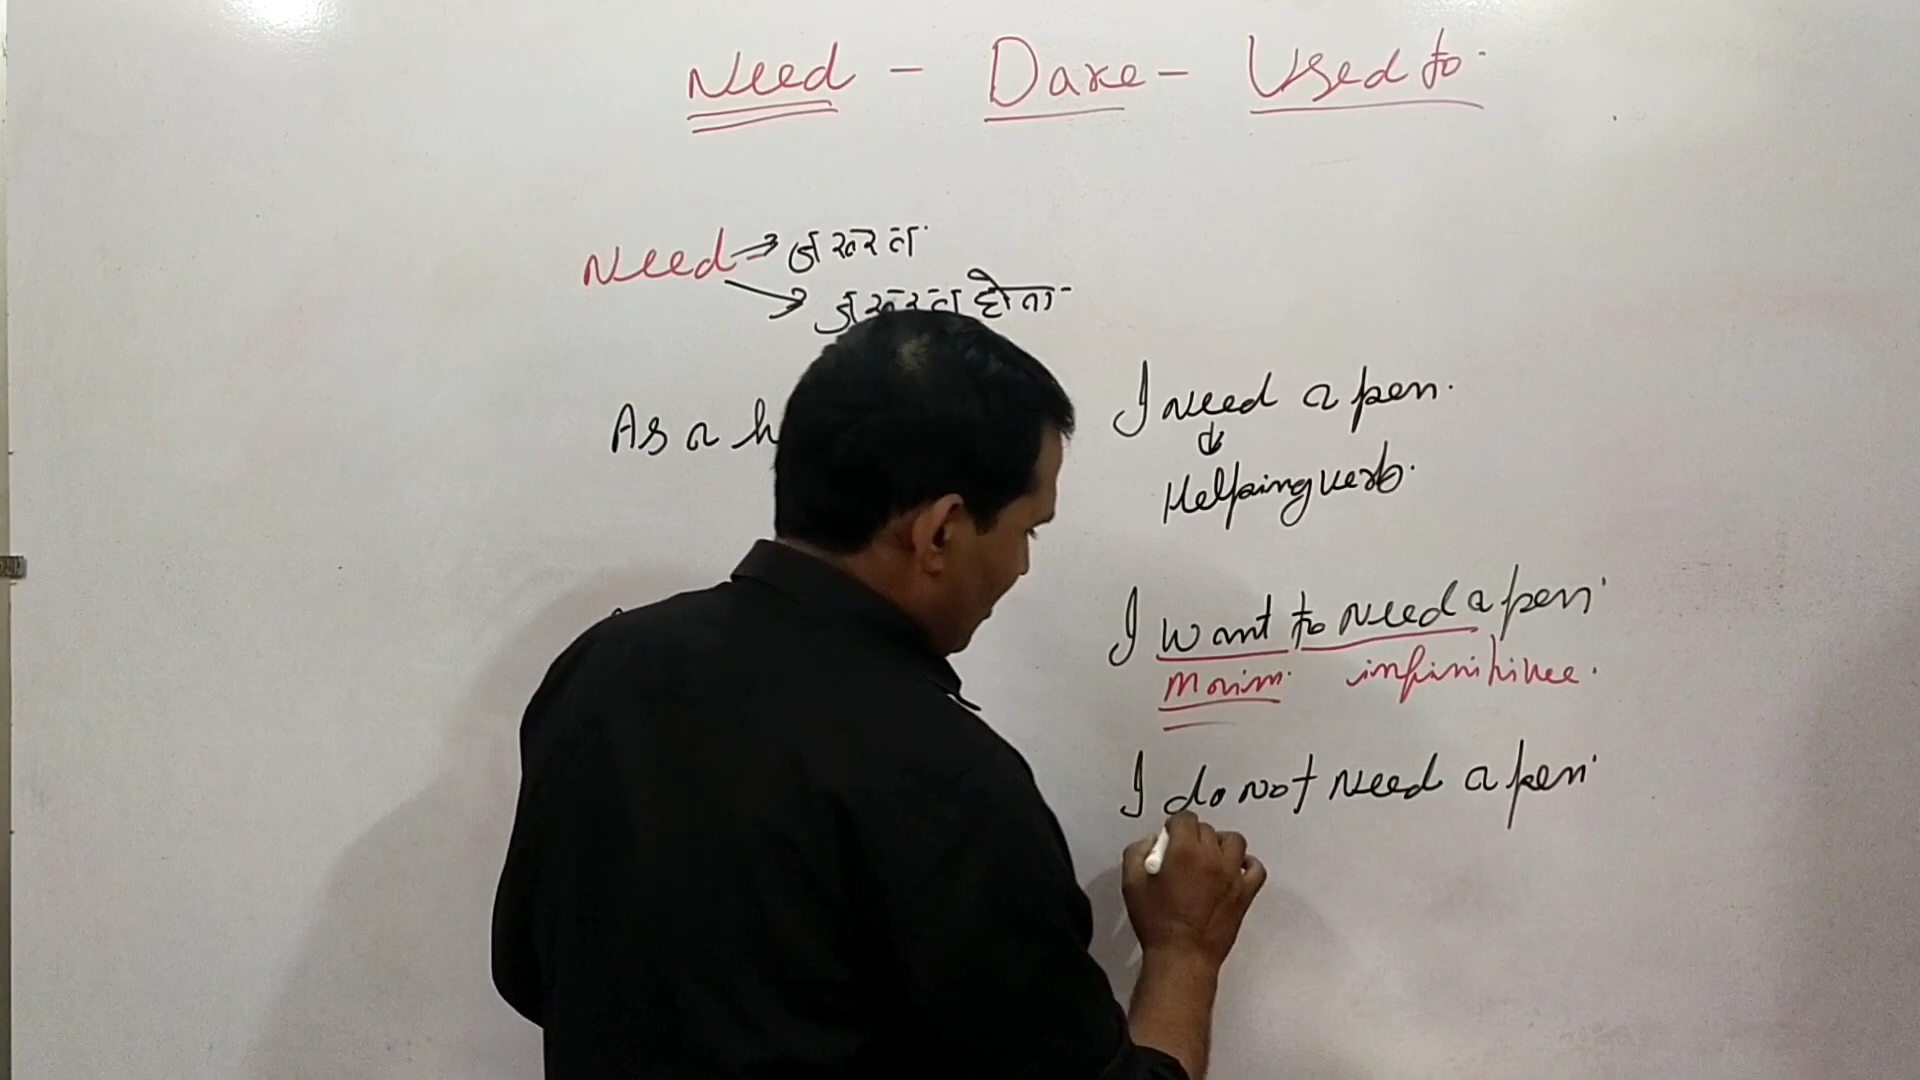 Need - Dare - Used to.
Need → जरूरत
→ जरूरत होना
As a
I need a pen.
↓
Helping verb.
I want to need a pen.
main. infinitive.
I do not need a pen.